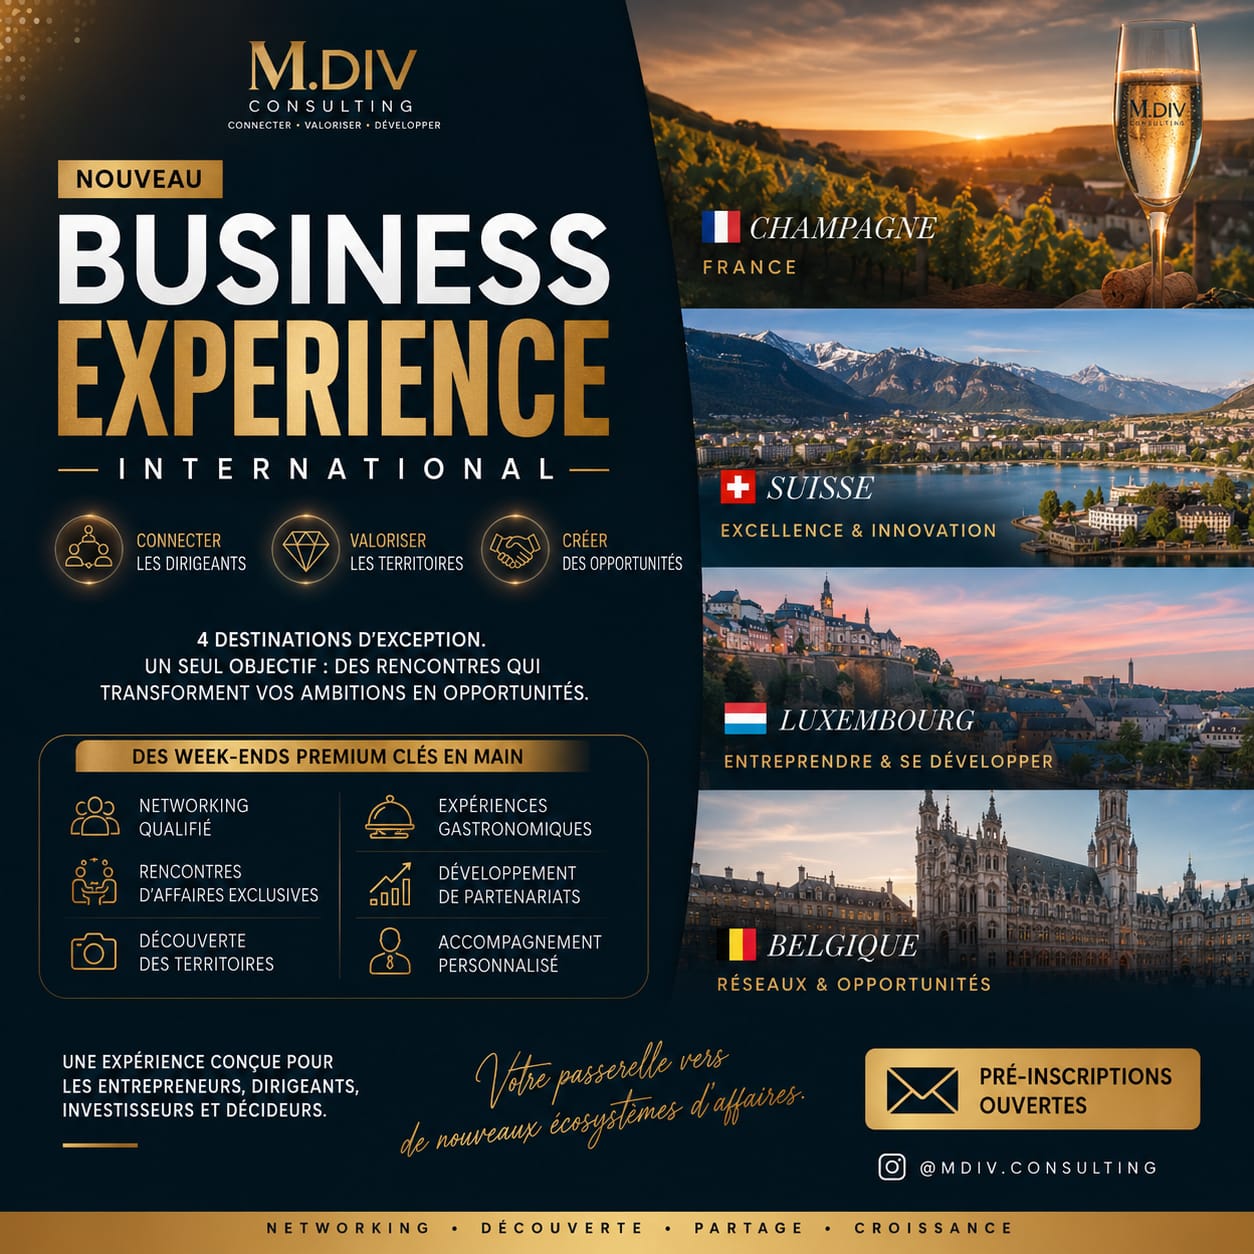 M.DIV
CONSULTING
CONNECTER • VALORISER • DÉVELOPPER
NOUVEAU
BUSINESS
EXPERIENCE
INTERNATIONAL
CONNECTER
LES DIRIGEANTS
VALORISER
LES TERRITOIRES
CRÉER
DES OPPORTUNITÉS
4 DESTINATIONS D'EXCEPTION.
UN SEUL OBJECTIF : DES RENCONTRES QUI
TRANSFORMENT VOS AMBITIONS EN OPPORTUNITÉS.
DES WEEK-ENDS PREMIUM CLÉS EN MAIN
NETWORKING
QUALIFIÉ
RENCONTRES
D'AFFAIRES EXCLUSIVES
DÉCOUVERTE
DES TERRITOIRES
EXPÉRIENCES
GASTRONOMIQUES
DÉVELOPPEMENT
DE PARTENARIATS
ACCOMPAGNEMENT
PERSONNALISÉ
M.DIV
CONSULTING
CHAMPAGNE
FRANCE
SUISSE
EXCELLENCE & INNOVATION
LUXEMBOURG
ENTREPRENDRE & SE DÉVELOPPER
BELGIQUE
RÉSEAUX & OPPORTUNITÉS
UNE EXPÉRIENCE CONÇUE POUR
LES ENTREPRENEURS, DIRIGEANTS,
INVESTISSEURS ET DÉCIDEURS.
Votre passerelle vers
de nouveaux écosystèmes d'affaires.
PRÉ-INSCRIPTIONS
OUVERTES
@MDIV.CONSULTING
NETWORKING • DÉCOUVERTE • PARTAGE • CROISSANCE